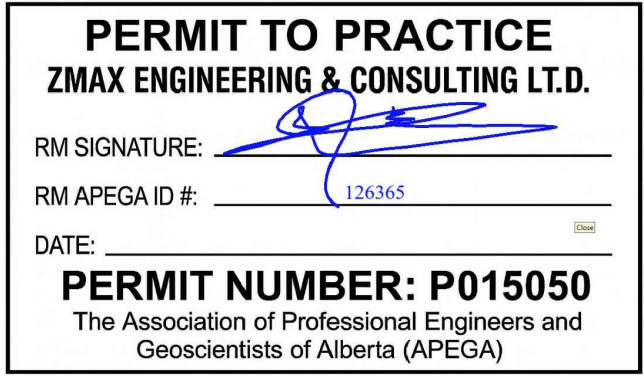 PERMIT TO PRACTICE
ZMAX ENGINEERING & CONSULTING LT.D.
RM SIGNATURE:
RM APEGA ID #: 126365
Close
DATE:
PERMIT NUMBER: P015050
The Association of Professional Engineers and
Geoscientists of Alberta (APEGA)